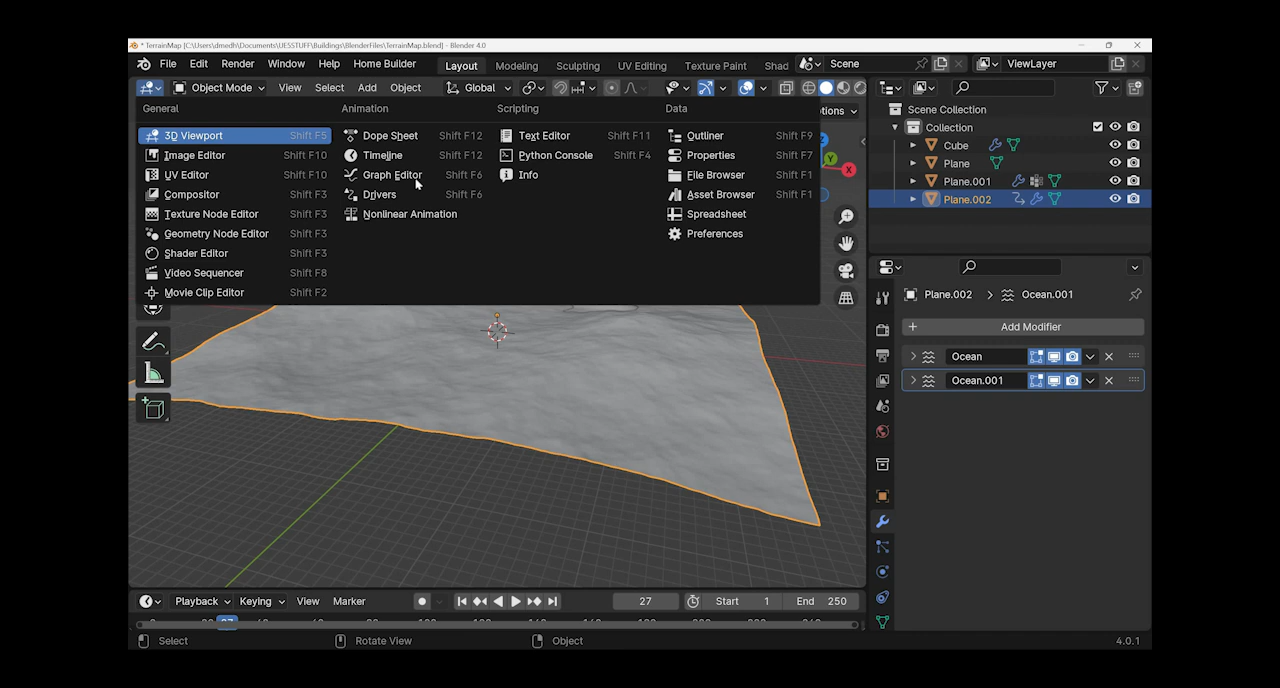 * TerrainMap [C:\Users\dmedh\Documents\UE5STUFF\Buildings\BlenderFiles\TerrainMap.blend] - Blender 4.0
File Edit Render Window Help Home Builder Layout Modeling Sculpting UV Editing Texture Paint Shad Scene ViewLayer
Object Mode View Select Add Object Global
General Animation Scripting Data
ptions
3D Viewport Shift F5 Dope Sheet Shift F12 Text Editor Shift F11 Outliner Shift F9
Image Editor Shift F10 Timeline Shift F12 Python Console Shift F4 Properties Shift F7
UV Editor Shift F10 Graph Editor Shift F6 Info File Browser Shift F1
Compositor Shift F3 Drivers Shift F6 Asset Browser Shift F1
Texture Node Editor Shift F3 Nonlinear Animation Spreadsheet
Geometry Node Editor Shift F3 Preferences
Shader Editor Shift F3
Video Sequencer Shift F8
Movie Clip Editor Shift F2
Z
Y
X
Scene Collection
Collection
Cube
Plane
Plane.001
Plane.002
Plane.002 Ocean.001
+ Add Modifier
Ocean
Ocean.001
Playback Keying View Marker 27 Start 1 End 250
Select Rotate View Object 4.0.1